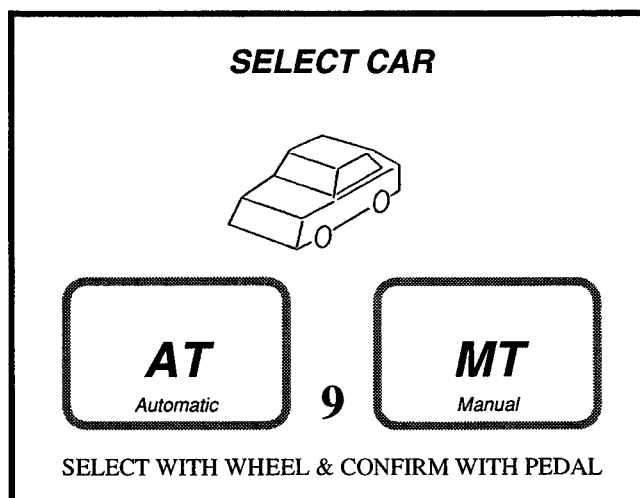 SELECT CAR
AT
Automatic
9
MT
Manual
SELECT WITH WHEEL & CONFIRM WITH PEDAL